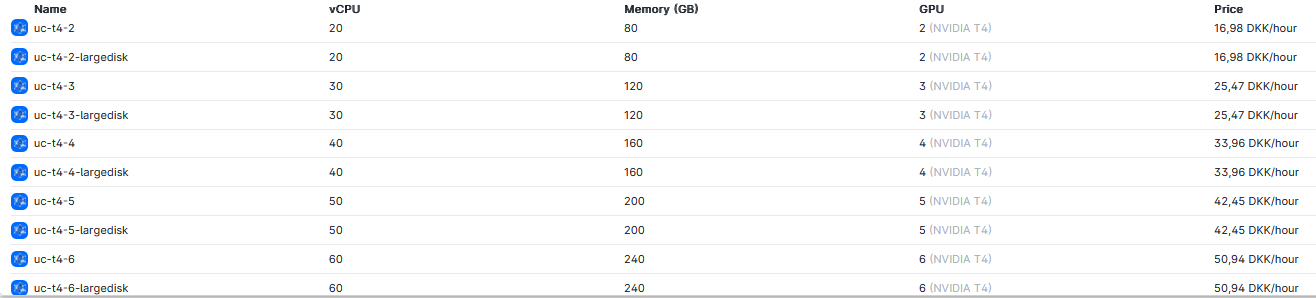 Name vCPU Memory (GB) GPU Price
uc-t4-2 20 80 2 (NVIDIA T4) 16,98 DKK/hour
uc-t4-2-largedisk 20 80 2 (NVIDIA T4) 16,98 DKK/hour
uc-t4-3 30 120 3 (NVIDIA T4) 25,47 DKK/hour
uc-t4-3-largedisk 30 120 3 (NVIDIA T4) 25,47 DKK/hour
uc-t4-4 40 160 4 (NVIDIA T4) 33,96 DKK/hour
uc-t4-4-largedisk 40 160 4 (NVIDIA T4) 33,96 DKK/hour
uc-t4-5 50 200 5 (NVIDIA T4) 42,45 DKK/hour
uc-t4-5-largedisk 50 200 5 (NVIDIA T4) 42,45 DKK/hour
uc-t4-6 60 240 6 (NVIDIA T4) 50,94 DKK/hour
uc-t4-6-largedisk 60 240 6 (NVIDIA T4) 50,94 DKK/hour